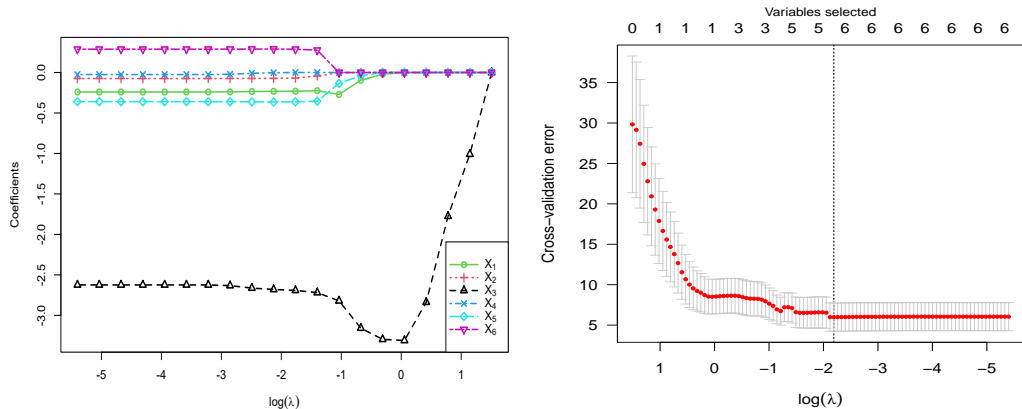 0.0
-0.5
-1.0
-1.5
-2.0
-2.5
-3.0
Coefficients
-5 -4 -3 -2 -1 0 1
log(λ)
X1
X2
X3
X4
X5
X6
Variables selected
0 1 1 1 3 3 3 5 5 6 6 6 6 6 6
35
30
25
20
15
10
5
Cross−validation error
1 0 −1 −2 −3 −4 −5
log(λ)